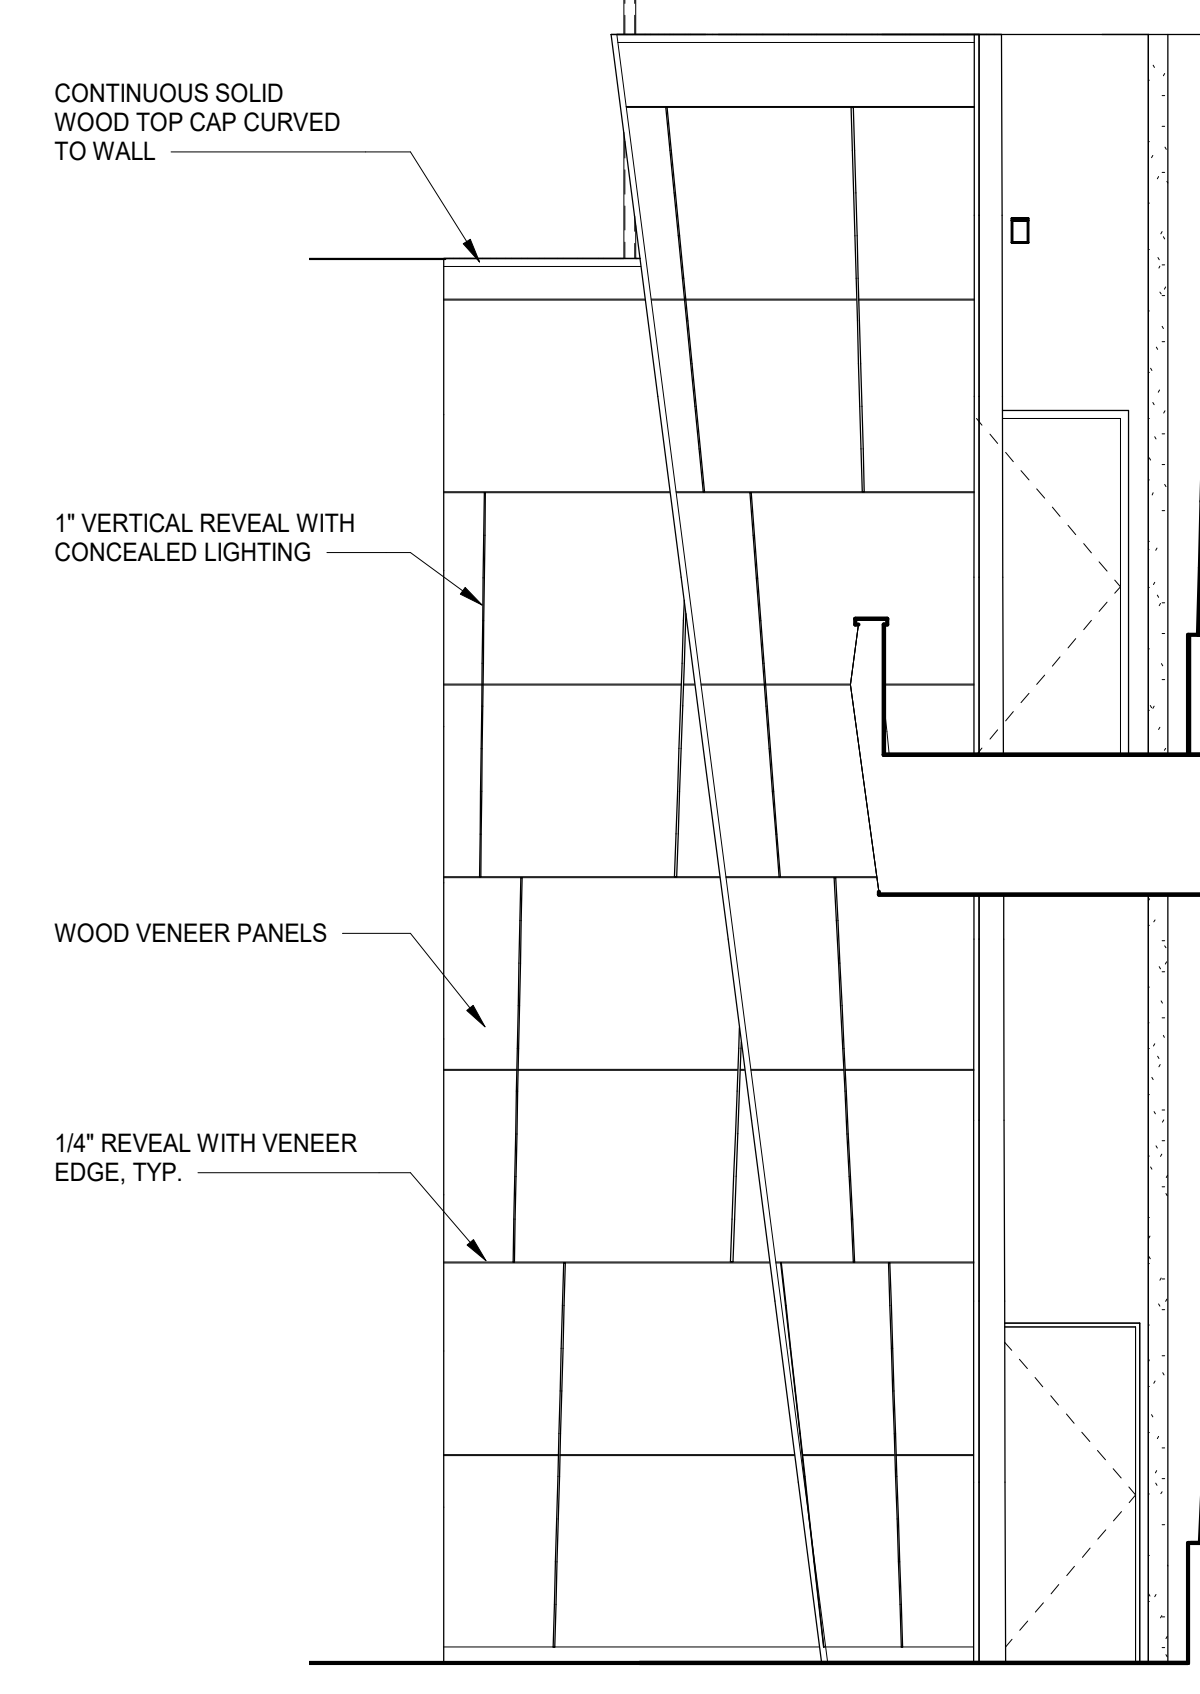 CONTINUOUS SOLID
WOOD TOP CAP CURVED
TO WALL
1" VERTICAL REVEAL WITH
CONCEALED LIGHTING
WOOD VENEER PANELS
1/4" REVEAL WITH VENEER
EDGE, TYP.